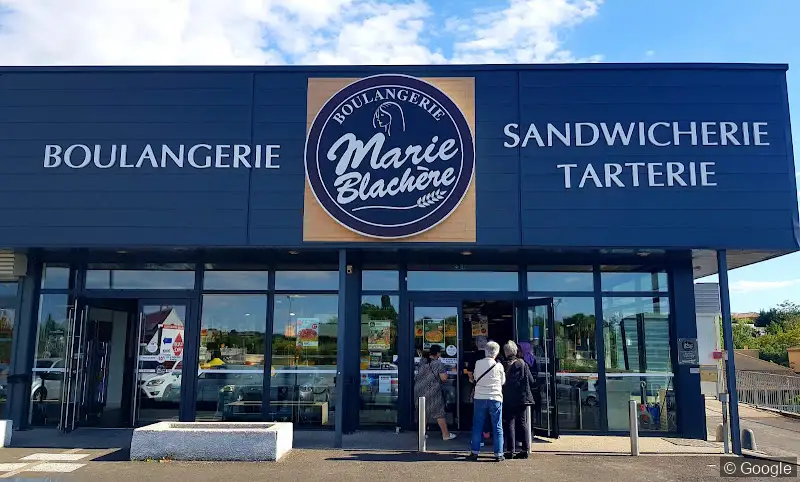 BOULANGERIE
BOULANGERIE
Marie
Blachère
SANDWICHERIE
TARTERIE
© Google